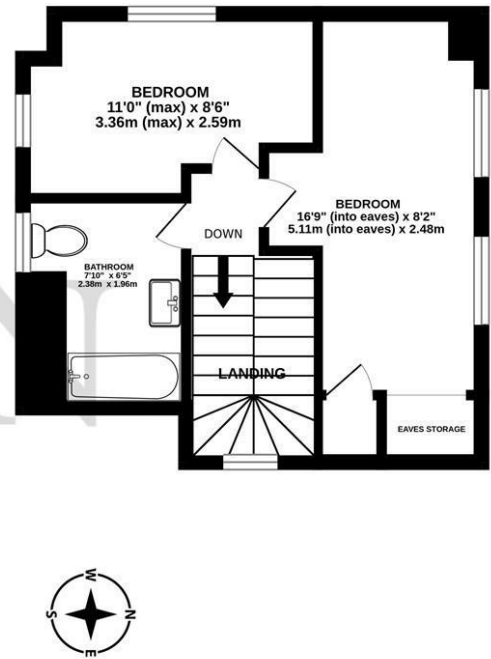 BEDROOM
11'0" (max) x 8'6"
3.36m (max) x 2.59m
BEDROOM
16'9" (into eaves) x 8'2"
5.11m (into eaves) x 2.48m
DOWN
BATHROOM
7'10" x 6'5"
2.38m x 1.96m
LANDING
EAVES STORAGE
N
W
N
S
E